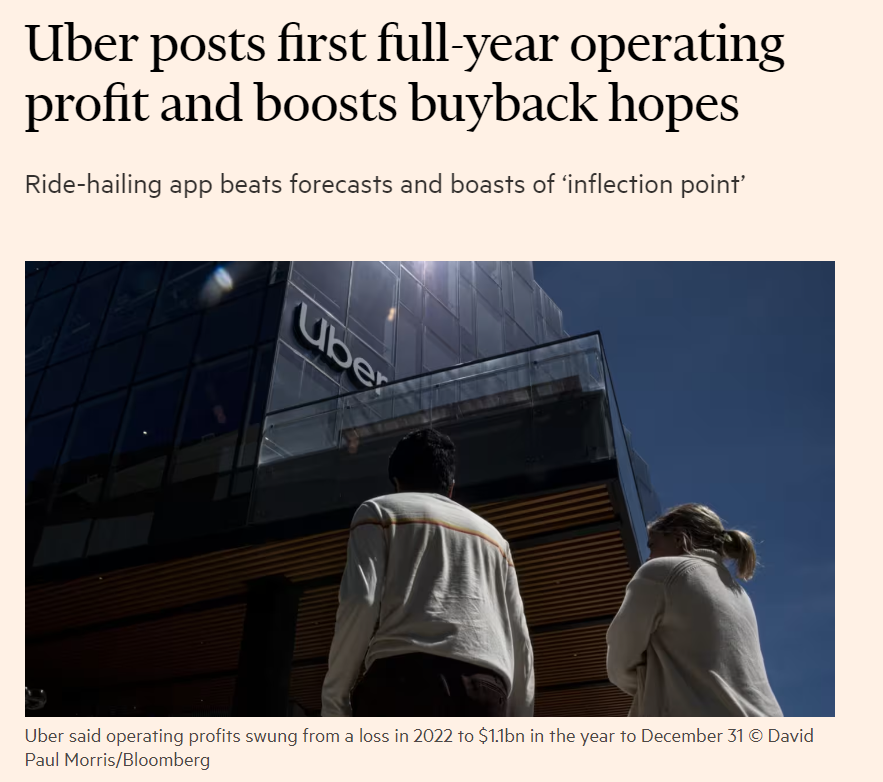 Uber posts first full-year operating
profit and boosts buyback hopes
Ride-hailing app beats forecasts and boasts of ‘inflection point’
Uber
Uber said operating profits swung from a loss in 2022 to $1.1bn in the year to December 31 © David
Paul Morris/Bloomberg